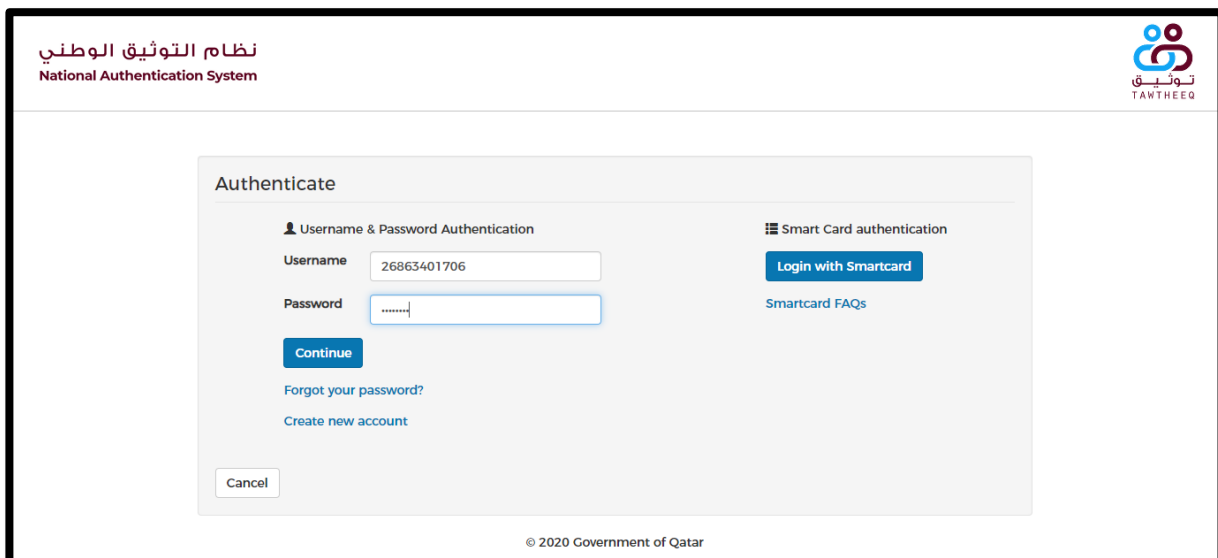 نظام التوثيق الوطني
National Authentication System
تـوثـيـق
TAWTHEEQ
Authenticate
Username & Password Authentication
Username 26863401706
Password ••••••••
Continue
Forgot your password?
Create new account
Smart Card authentication
Login with Smartcard
Smartcard FAQs
Cancel
© 2020 Government of Qatar